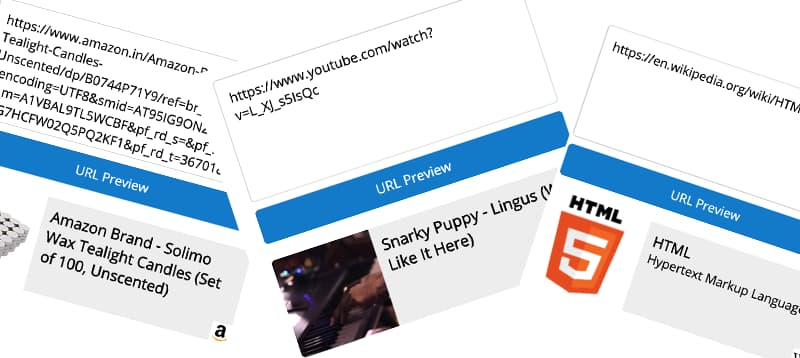 https://www.amazon.in/Amazon-
Tealight-Candles-
Unscented/dp/B0744P71Y9/ref=br_
encoding=UTF8&smid=AT95IG9ON
m=A1VBAL9TL5WCBF&pf_rd_s=&pf_
G7HCFW02Q5PQ2KF1&pf_rd_t=36701
URL Preview
Amazon Brand - Solimo
Wax Tealight Candles (Set
of 100, Unscented)
a
https://www.youtube.com/watch?
v=L_XJ_s5IsQc
URL Preview
Snarky Puppy - Lingus (
Like It Here)
https://en.wikipedia.org/wiki/HTM
URL Preview
HTML
5
HTML
Hypertext Markup Language